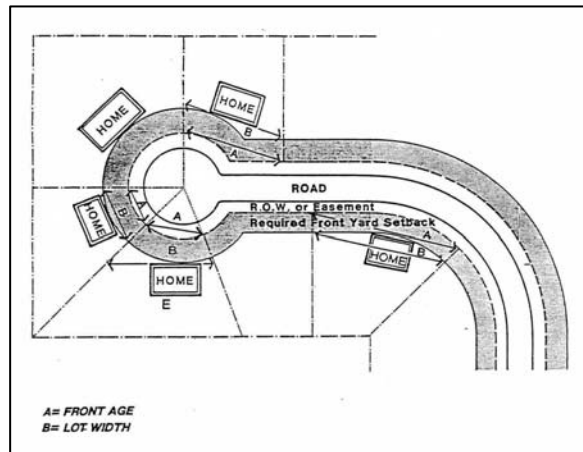 HOME
HOME
B
A
ROAD
R.O.W. or Easement
Required Front Yard Setback
HOME
B
A
A
B
A
B
HOME
HOME
E
A= FRONT AGE
B= LOT WIDTH